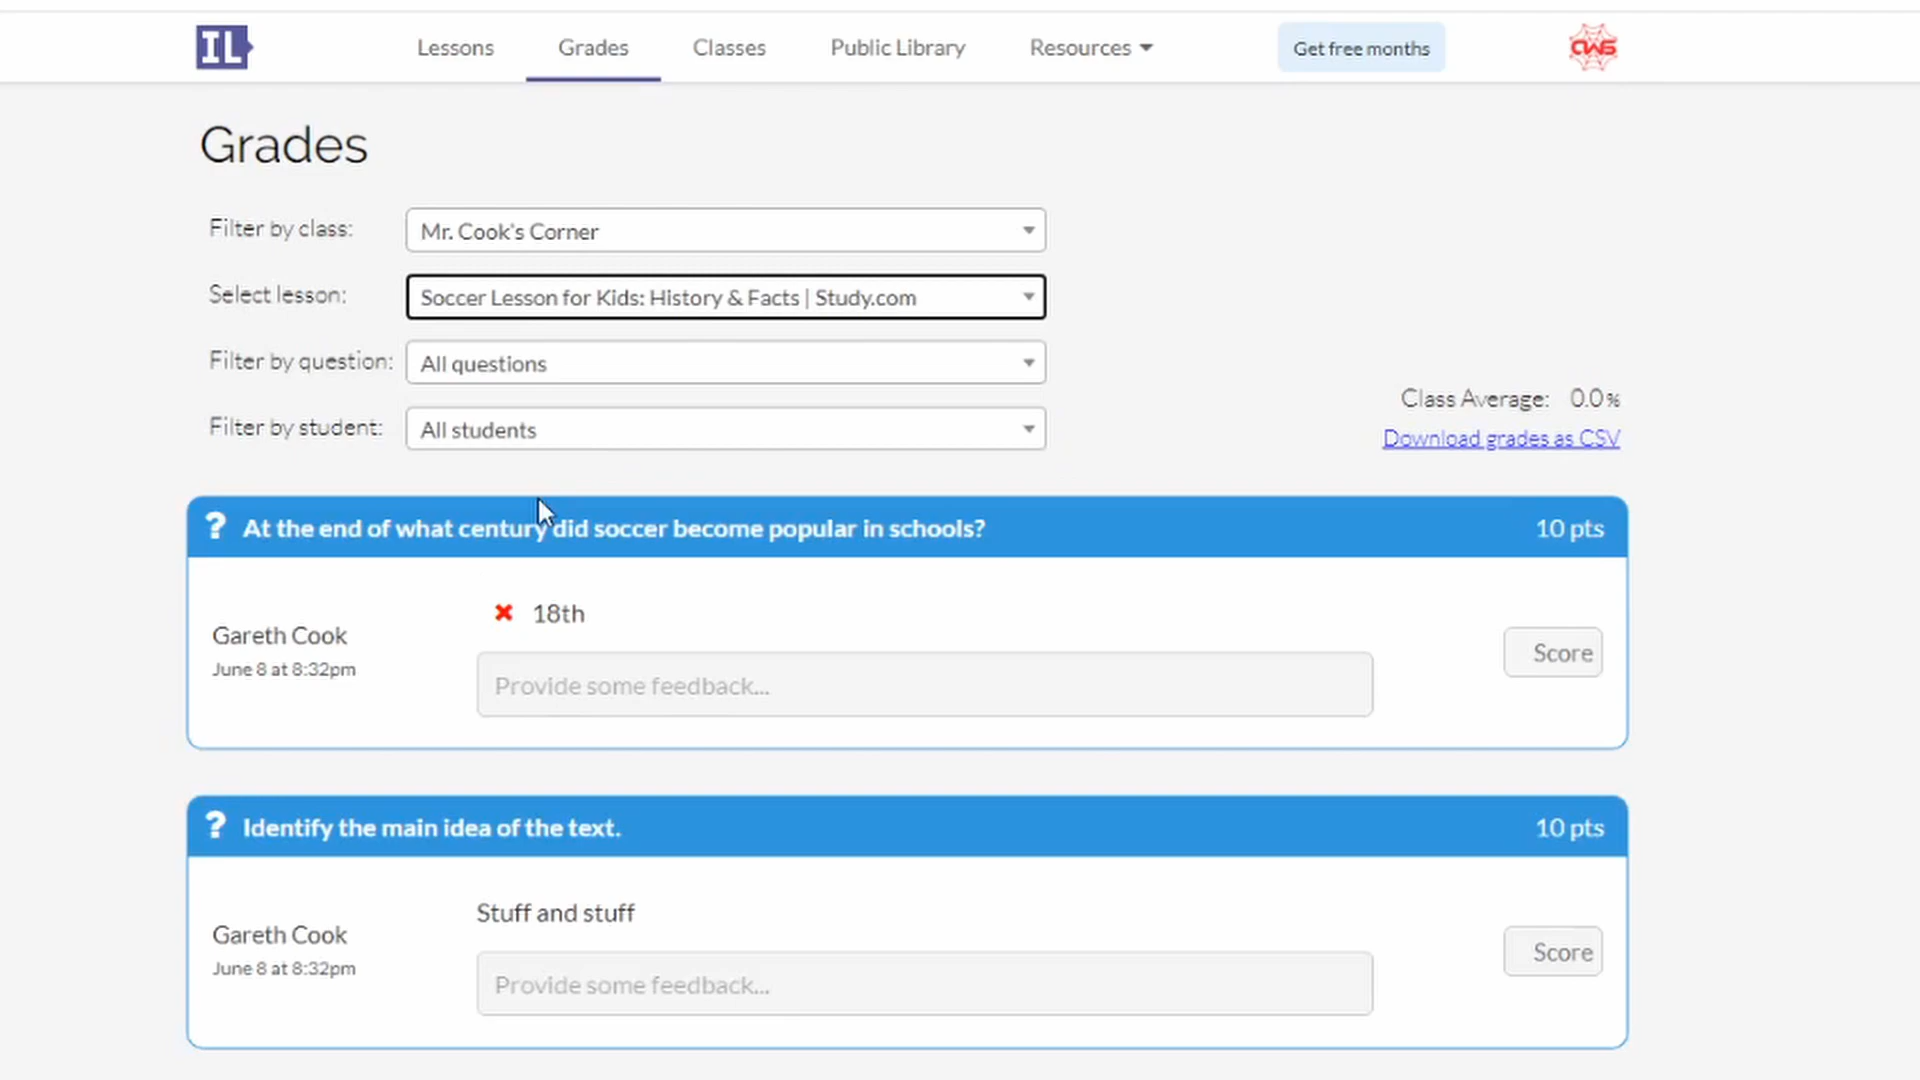 IL
Lessons
Grades
Classes
Public Library
Resources
Get free months
Grades
Filter by class:
Mr. Cook's Corner
Select lesson:
Soccer Lesson for Kids: History & Facts | Study.com
Filter by question:
All questions
Filter by student:
All students
Class Average: 0.0%
Download grades as CSV
? At the end of what century did soccer become popular in schools? 10 pts
18th
Gareth Cook
June 8 at 8:32pm
Provide some feedback...
Score
? Identify the main idea of the text. 10 pts
Stuff and stuff
Gareth Cook
June 8 at 8:32pm
Provide some feedback...
Score